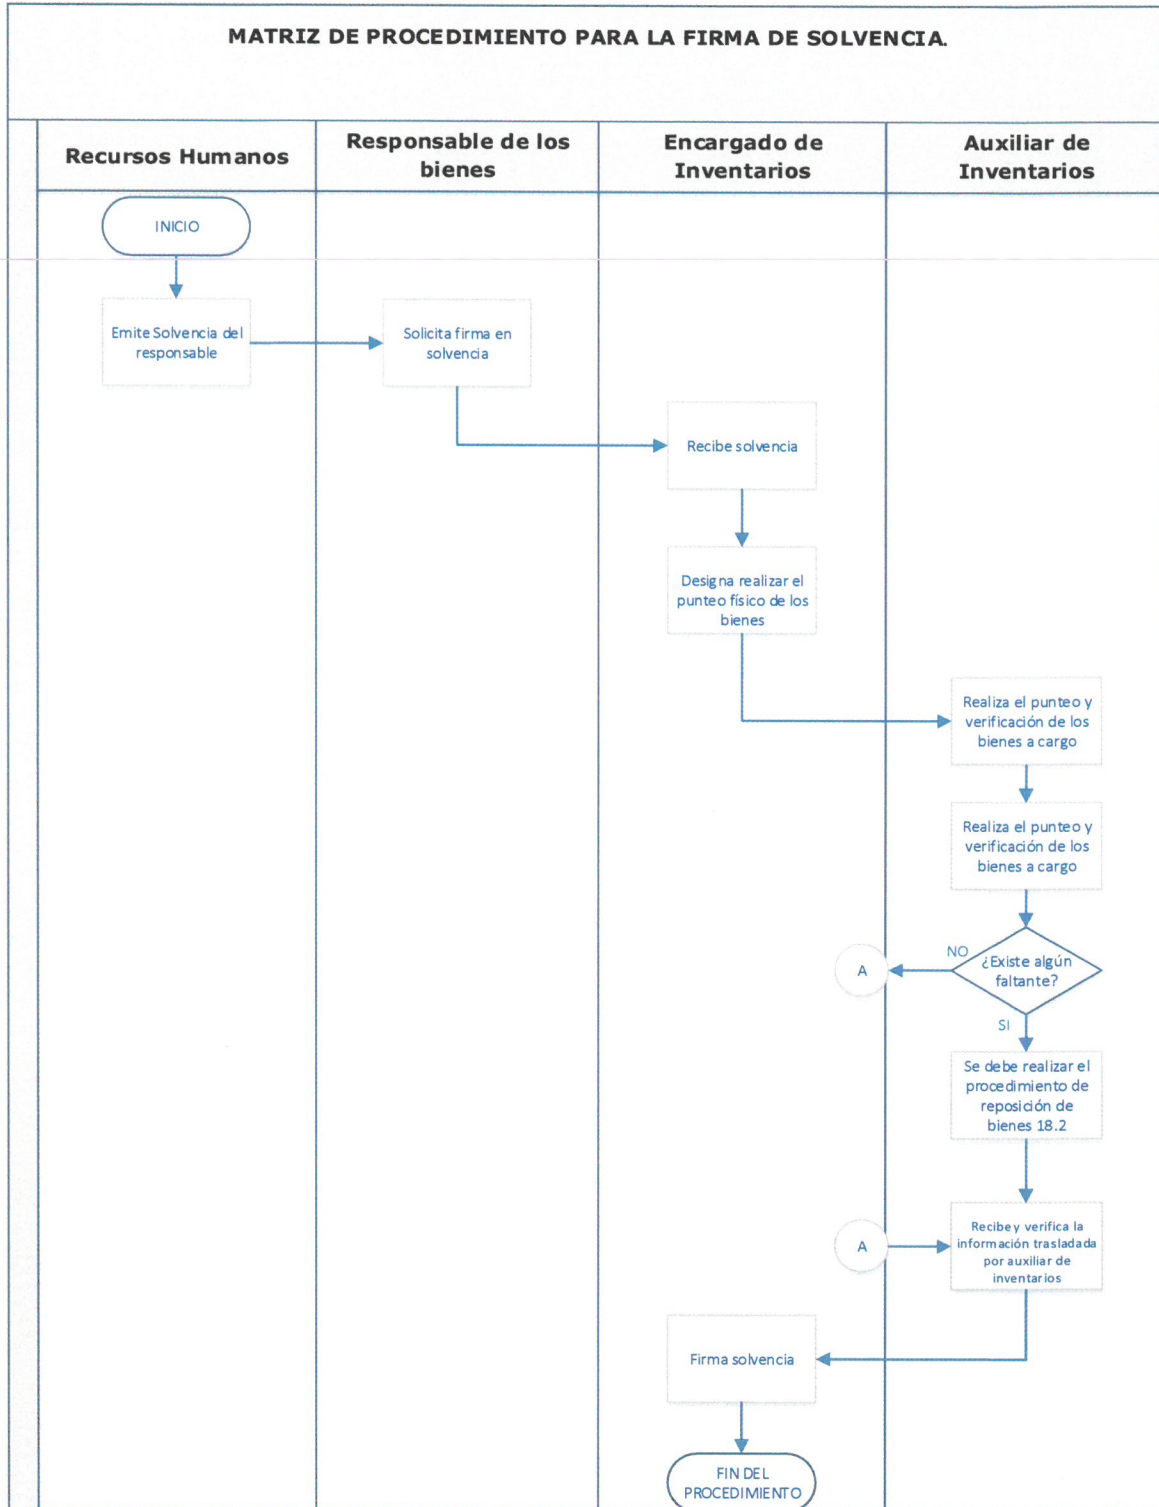 MATRIZ DE PROCEDIMIENTO PARA LA FIRMA DE SOLVENCIA.
Recursos Humanos
Responsable de los
bienes
Encargado de
Inventarios
Auxiliar de
Inventarios
INICIO
Emite Solvencia del
responsable
Solicita firma en
solvencia
Recibe solvencia
Designa realizar el
punteo físico de los
bienes
Realiza el punteo y
verificación de los
bienes a cargo
Realiza el punteo y
verificación de los
bienes a cargo
¿Existe algún
faltante?
NO
A
SI
Se debe realizar el
procedimiento de
reposición de
bienes 18.2
A
Recibe y verifica la
información trasladada
por auxiliar de
inventarios
Firma solvencia
FIN DEL
PROCEDIMIENTO